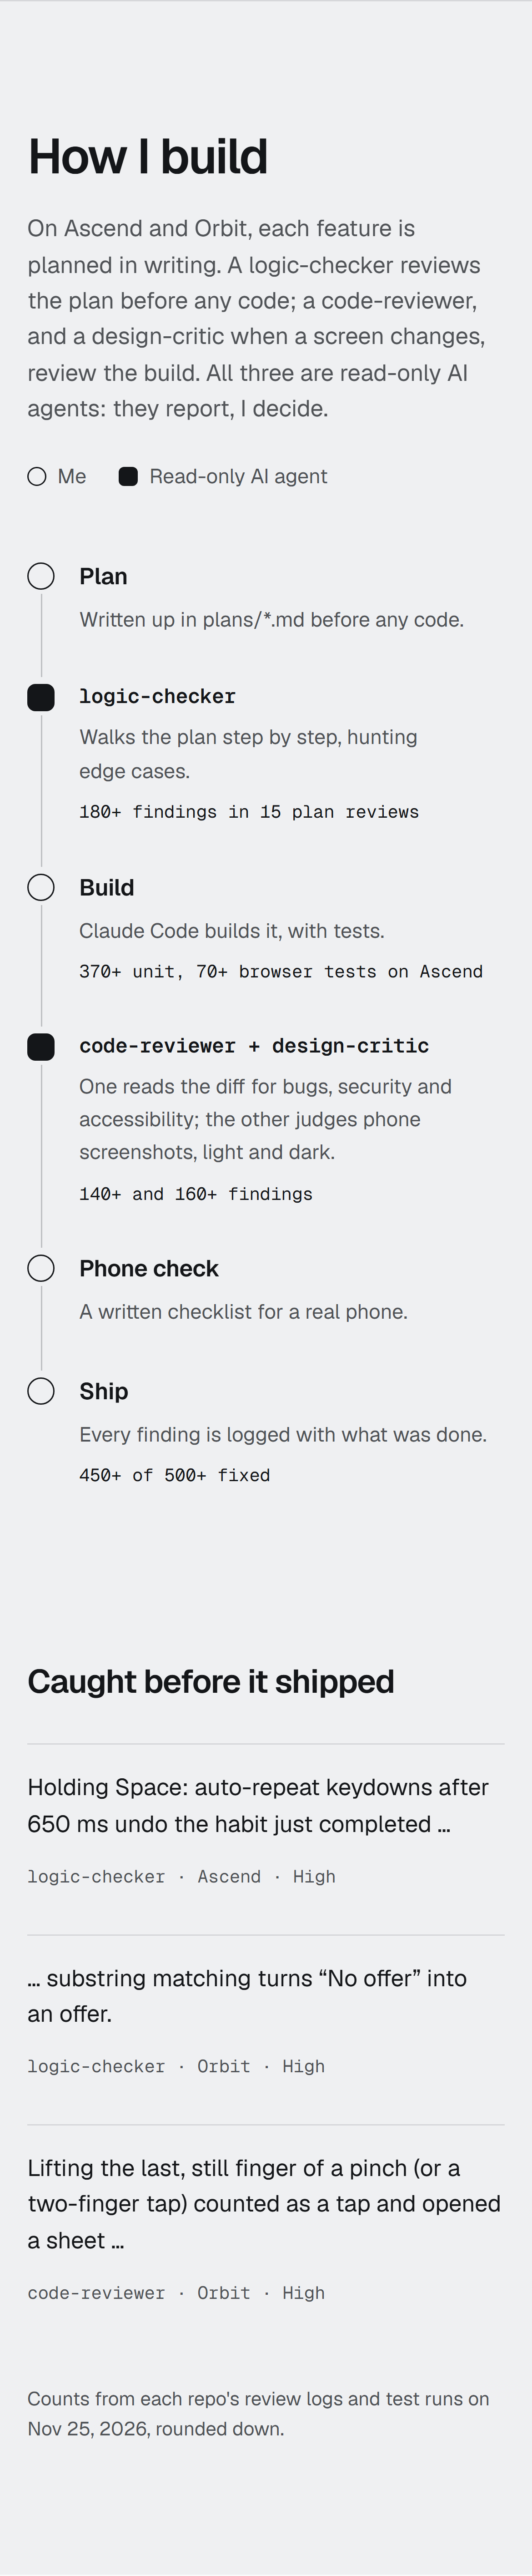 How I build
On Ascend and Orbit, each feature is
planned in writing. A logic-checker reviews
the plan before any code; a code-reviewer,
and a design-critic when a screen changes,
review the build. All three are read-only AI
agents: they report, I decide.
Me
Read-only AI agent
Plan
Written up in plans/*.md before any code.
logic-checker
Walks the plan step by step, hunting
edge cases.
180+ findings in 15 plan reviews
Build
Claude Code builds it, with tests.
370+ unit, 70+ browser tests on Ascend
code-reviewer + design-critic
One reads the diff for bugs, security and
accessibility; the other judges phone
screenshots, light and dark.
140+ and 160+ findings
Phone check
A written checklist for a real phone.
Ship
Every finding is logged with what was done.
450+ of 500+ fixed
Caught before it shipped
Holding Space: auto-repeat keydowns after
650 ms undo the habit just completed …
logic-checker · Ascend · High
… substring matching turns “No offer” into
an offer.
logic-checker · Orbit · High
Lifting the last, still finger of a pinch (or a
two-finger tap) counted as a tap and opened
a sheet …
code-reviewer · Orbit · High
Counts from each repo's review logs and test runs on
Nov 25, 2026, rounded down.